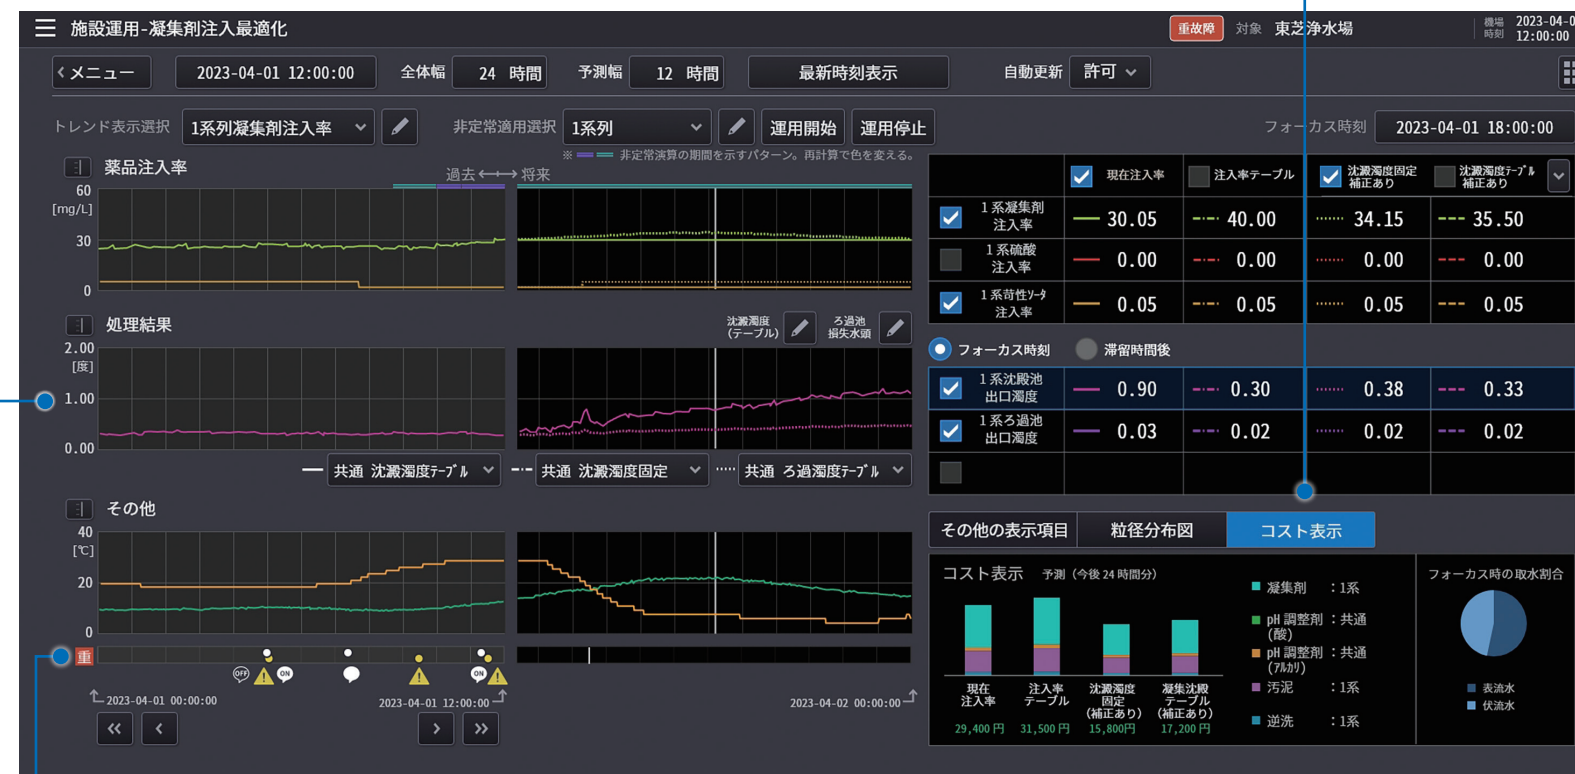 施設運用-凝集剤注入最適化
重故障 対象 東芝浄水場
機場 時刻 2023-04-0
12:00:00
メニュー 2023-04-01 12:00:00 全体幅 24 時間 予測幅 12 時間 最新時刻表示 自動更新 許可
トレンド表示選択 1系列凝集剤注入率 非定常適用選択 1系列 運用開始 運用停止 フォーカス時刻 2023-04-01 18:00:00
※ 非定常演算の期間を示すパターン。再計算で色を変える。
薬品注入率
過去 将来
60
[mg/L]
30
0
処理結果
沈澱濁度
(テーブル)
ろ過池
損失水頭
2.00
[度]
1.00
0.00
共通 沈澱濁度ﾃｰﾌﾞﾙ 共通 沈澱濁度固定 共通 ろ過濁度ﾃｰﾌﾞﾙ
その他
40
[℃]
20
0
重
OFF ON ON
2023-04-01 00:00:00 2023-04-01 12:00:00 2023-04-02 00:00:00
現在注入率 注入率テーブル 沈澱濁度固定 補正あり 沈澱濁度ﾃｰﾌﾞﾙ 補正あり
1系凝集剤
注入率 30.05 40.00 34.15 35.50
1系硫酸
注入率 0.00 0.00 0.00 0.00
1系苛性ｿｰﾀ
注入率 0.05 0.05 0.05 0.05
フォーカス時刻 滞留時間後
1系沈殿池
出口濁度 0.90 0.30 0.38 0.33
1系ろ過池
出口濁度 0.03 0.02 0.02 0.02
その他の表示項目 粒径分布図 コスト表示
コスト表示 予測（今後24時間分）
現在
注入率
29,400円
注入率
テーブル
31,500円
沈澱濁度
固定
(補正あり)
15,800円
凝集沈殿
テーブル
(補正あり)
17,200円
凝集剤 ：1系
pH調整剤 ：共通
(酸)
pH調整剤 ：共通
(ｱﾙｶﾘ)
汚泥 ：1系
逆洗 ：1系
フォーカス時の取水割合
表流水
伏流水